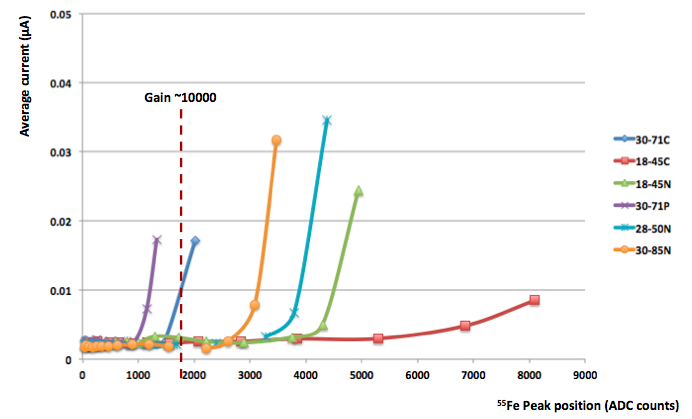 Average current (μA)
0.05
0.04
0.03
0.02
0.01
0
Gain ~10000
0 1000 2000 3000 4000 5000 6000 7000 8000 9000
⁵⁵Fe Peak position (ADC counts)
30-71C
18-45C
18-45N
30-71P
28-50N
30-85N